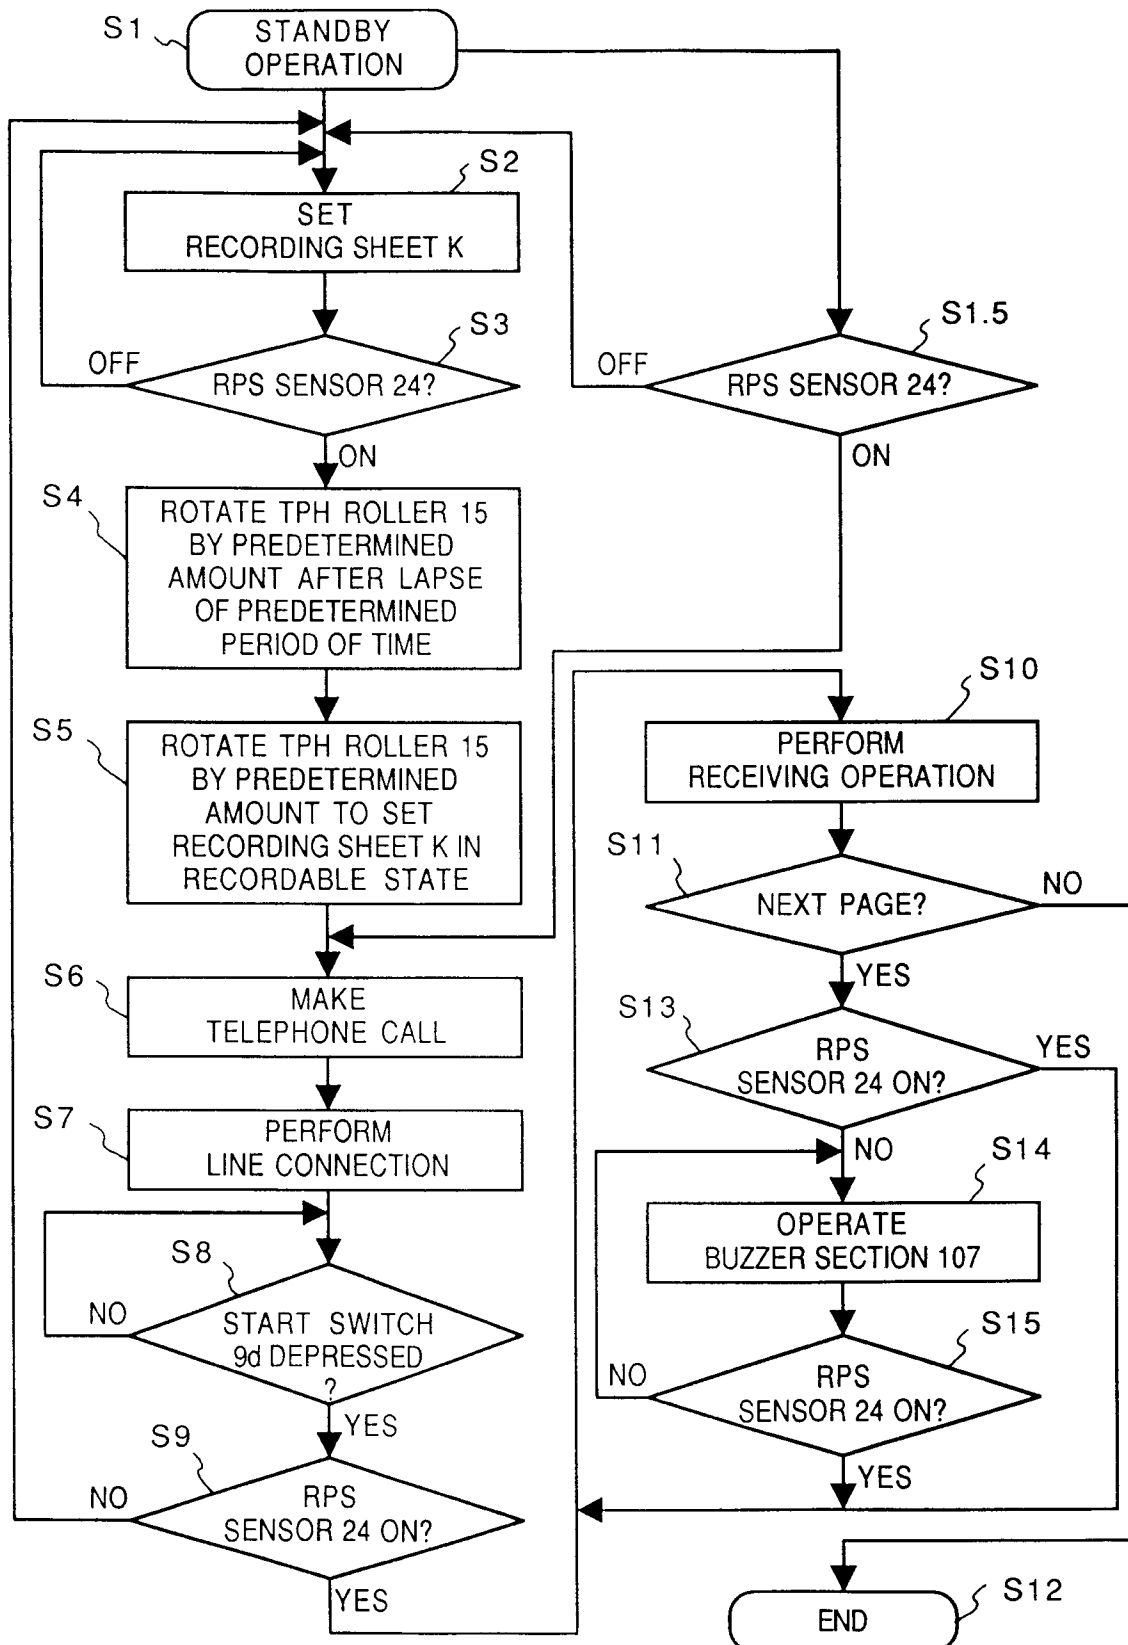 S1
STANDBY
OPERATION
S2
SET
RECORDING SHEET K
S3
OFF
RPS SENSOR 24?
ON
S1.5
OFF
RPS SENSOR 24?
ON
S4
ROTATE TPH ROLLER 15
BY PREDETERMINED
AMOUNT AFTER LAPSE
OF PREDETERMINED
PERIOD OF TIME
S5
ROTATE TPH ROLLER 15
BY PREDETERMINED
AMOUNT TO SET
RECORDING SHEET K IN
RECORDABLE STATE
S6
MAKE
TELEPHONE CALL
S7
PERFORM
LINE CONNECTION
S8
NO
START SWITCH
9d DEPRESSED
?
YES
S9
NO
RPS
SENSOR 24 ON?
YES
S10
PERFORM
RECEIVING OPERATION
S11
NEXT PAGE?
NO
YES
S13
RPS
SENSOR 24 ON?
YES
NO
S14
OPERATE
BUZZER SECTION 107
S15
NO
RPS
SENSOR 24 ON?
YES
S12
END